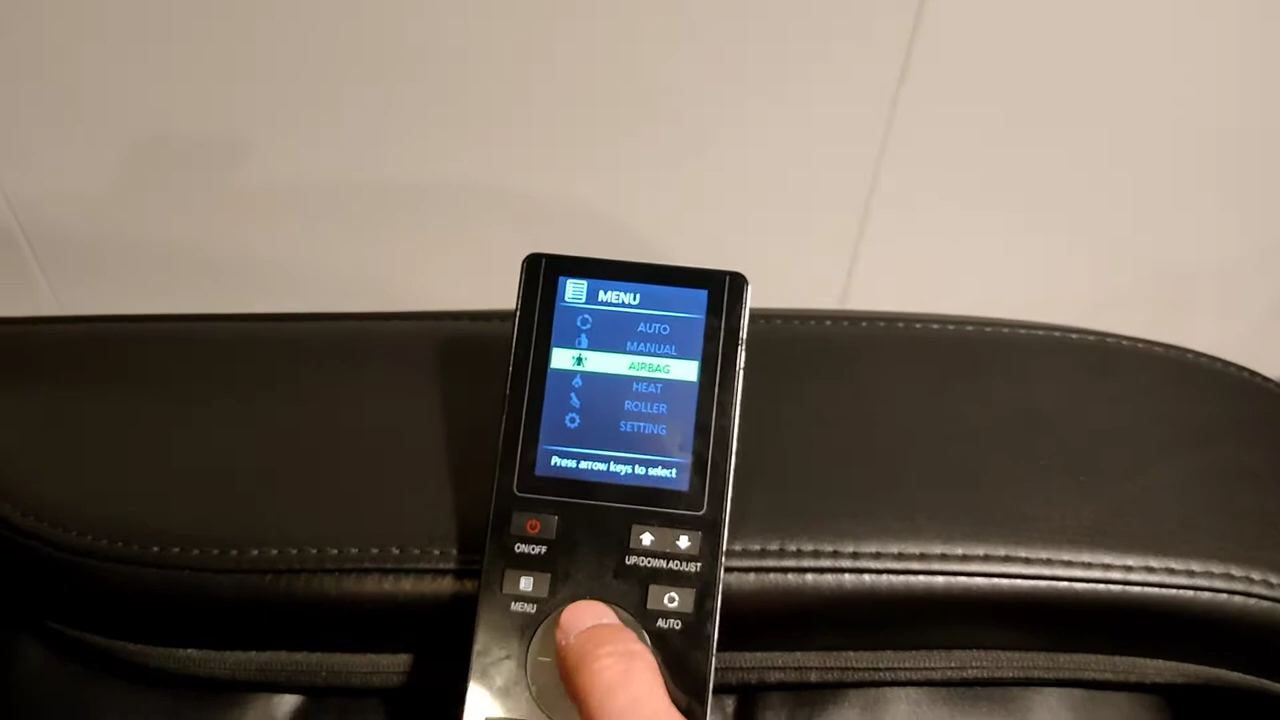 MENU
AUTO
MANUAL
AIRBAG
HEAT
ROLLER
SETTING
Press arrow keys to select
ON/OFF
UP/DOWN ADJUST
MENU
AUTO